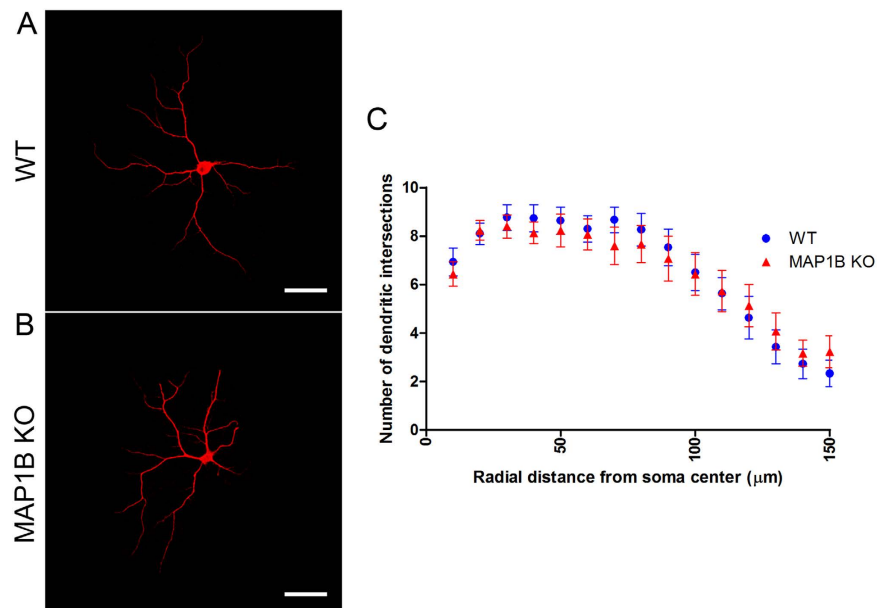 A
WT
B
MAP1B KO
C
10
8
6
4
2
0
Number of dendritic intersections
0
50
100
150
Radial distance from soma center (μm)
WT
MAP1B KO